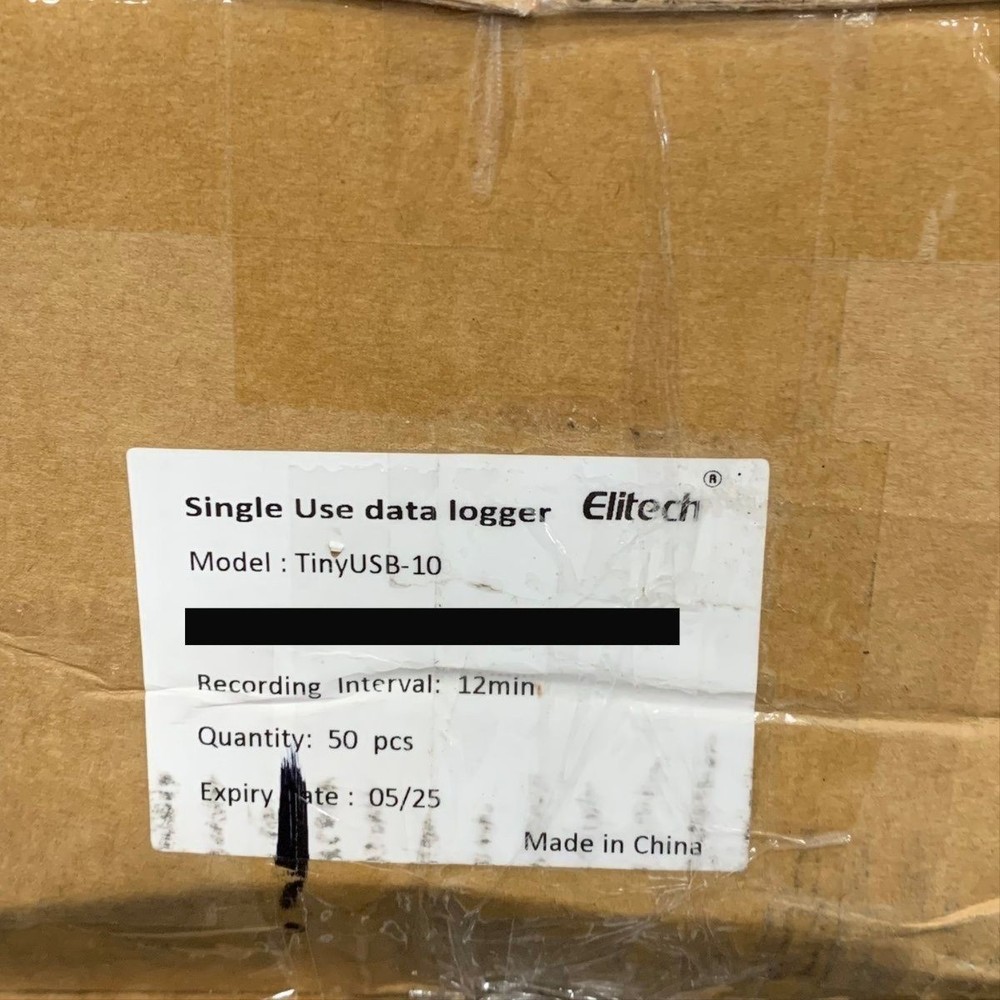 Single Use data logger Elitech®
Model : TinyUSB-10
Recording Interval: 12min
Quantity: 50 pcs
Expiry ate : 05/25
Made in China